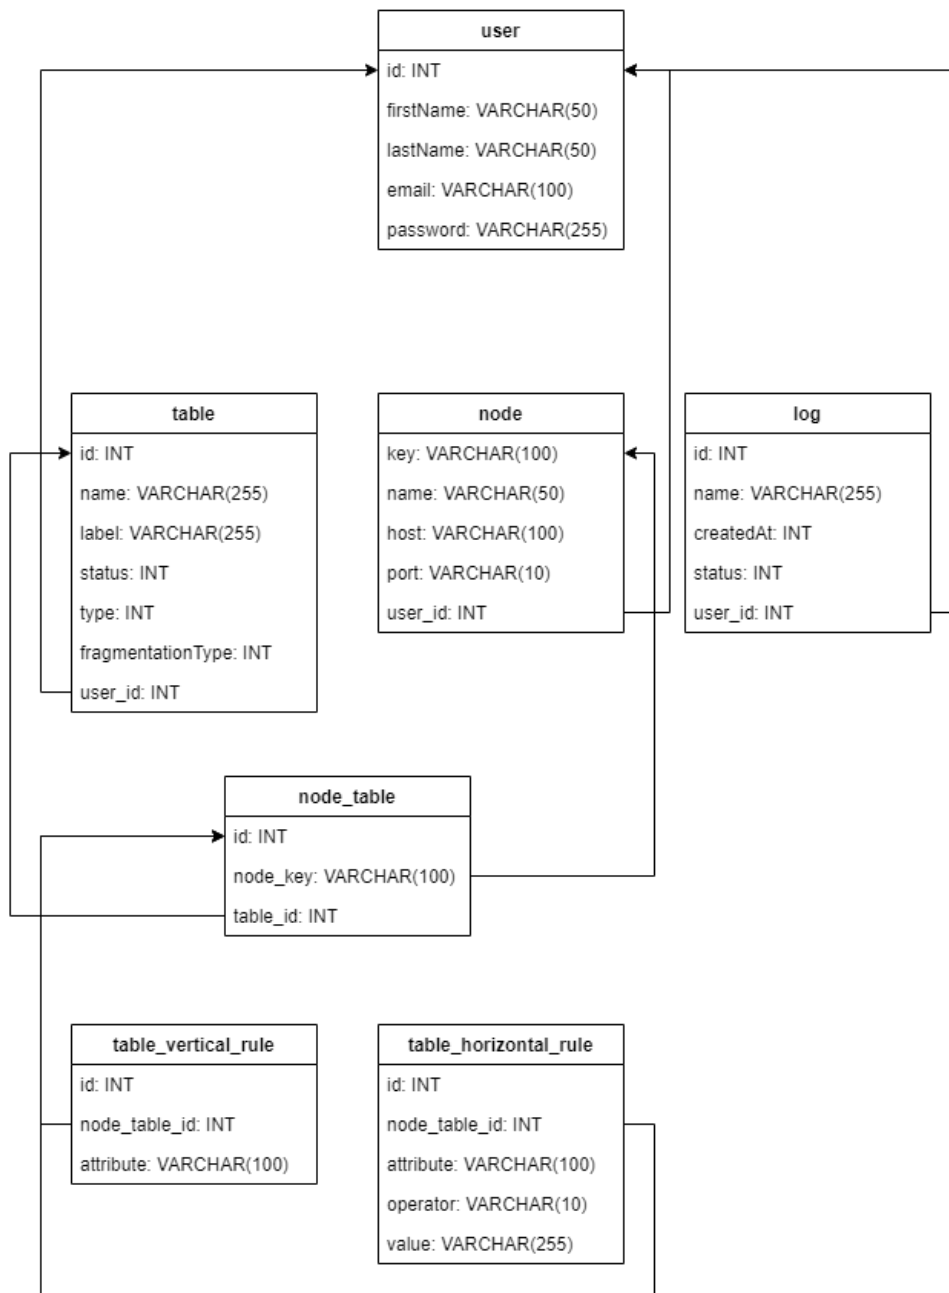 user
id: INT
firstName: VARCHAR(50)
lastName: VARCHAR(50)
email: VARCHAR(100)
password: VARCHAR(255)
table
id: INT
name: VARCHAR(255)
label: VARCHAR(255)
status: INT
type: INT
fragmentationType: INT
user_id: INT
node
key: VARCHAR(100)
name: VARCHAR(50)
host: VARCHAR(100)
port: VARCHAR(10)
user_id: INT
log
id: INT
name: VARCHAR(255)
createdAt: INT
status: INT
user_id: INT
node_table
id: INT
node_key: VARCHAR(100)
table_id: INT
table_vertical_rule
id: INT
node_table_id: INT
attribute: VARCHAR(100)
table_horizontal_rule
id: INT
node_table_id: INT
attribute: VARCHAR(100)
operator: VARCHAR(10)
value: VARCHAR(255)